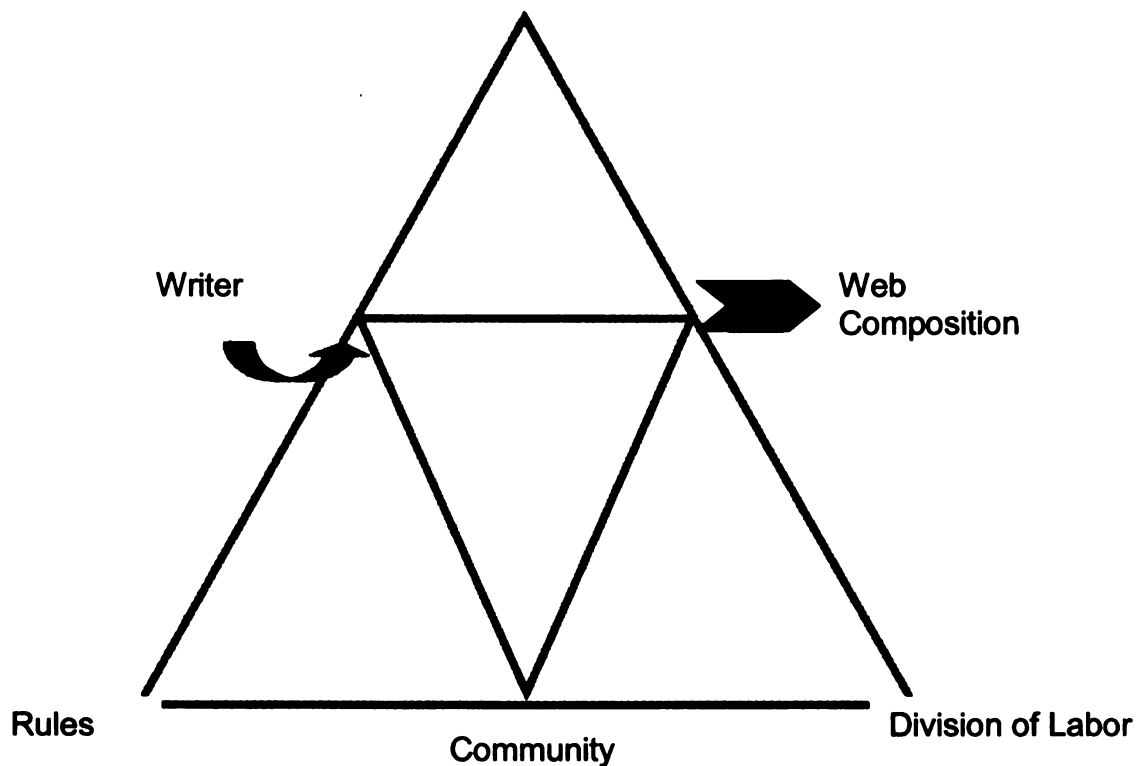 Writer
Web
Composition
Rules
Division of Labor
Community